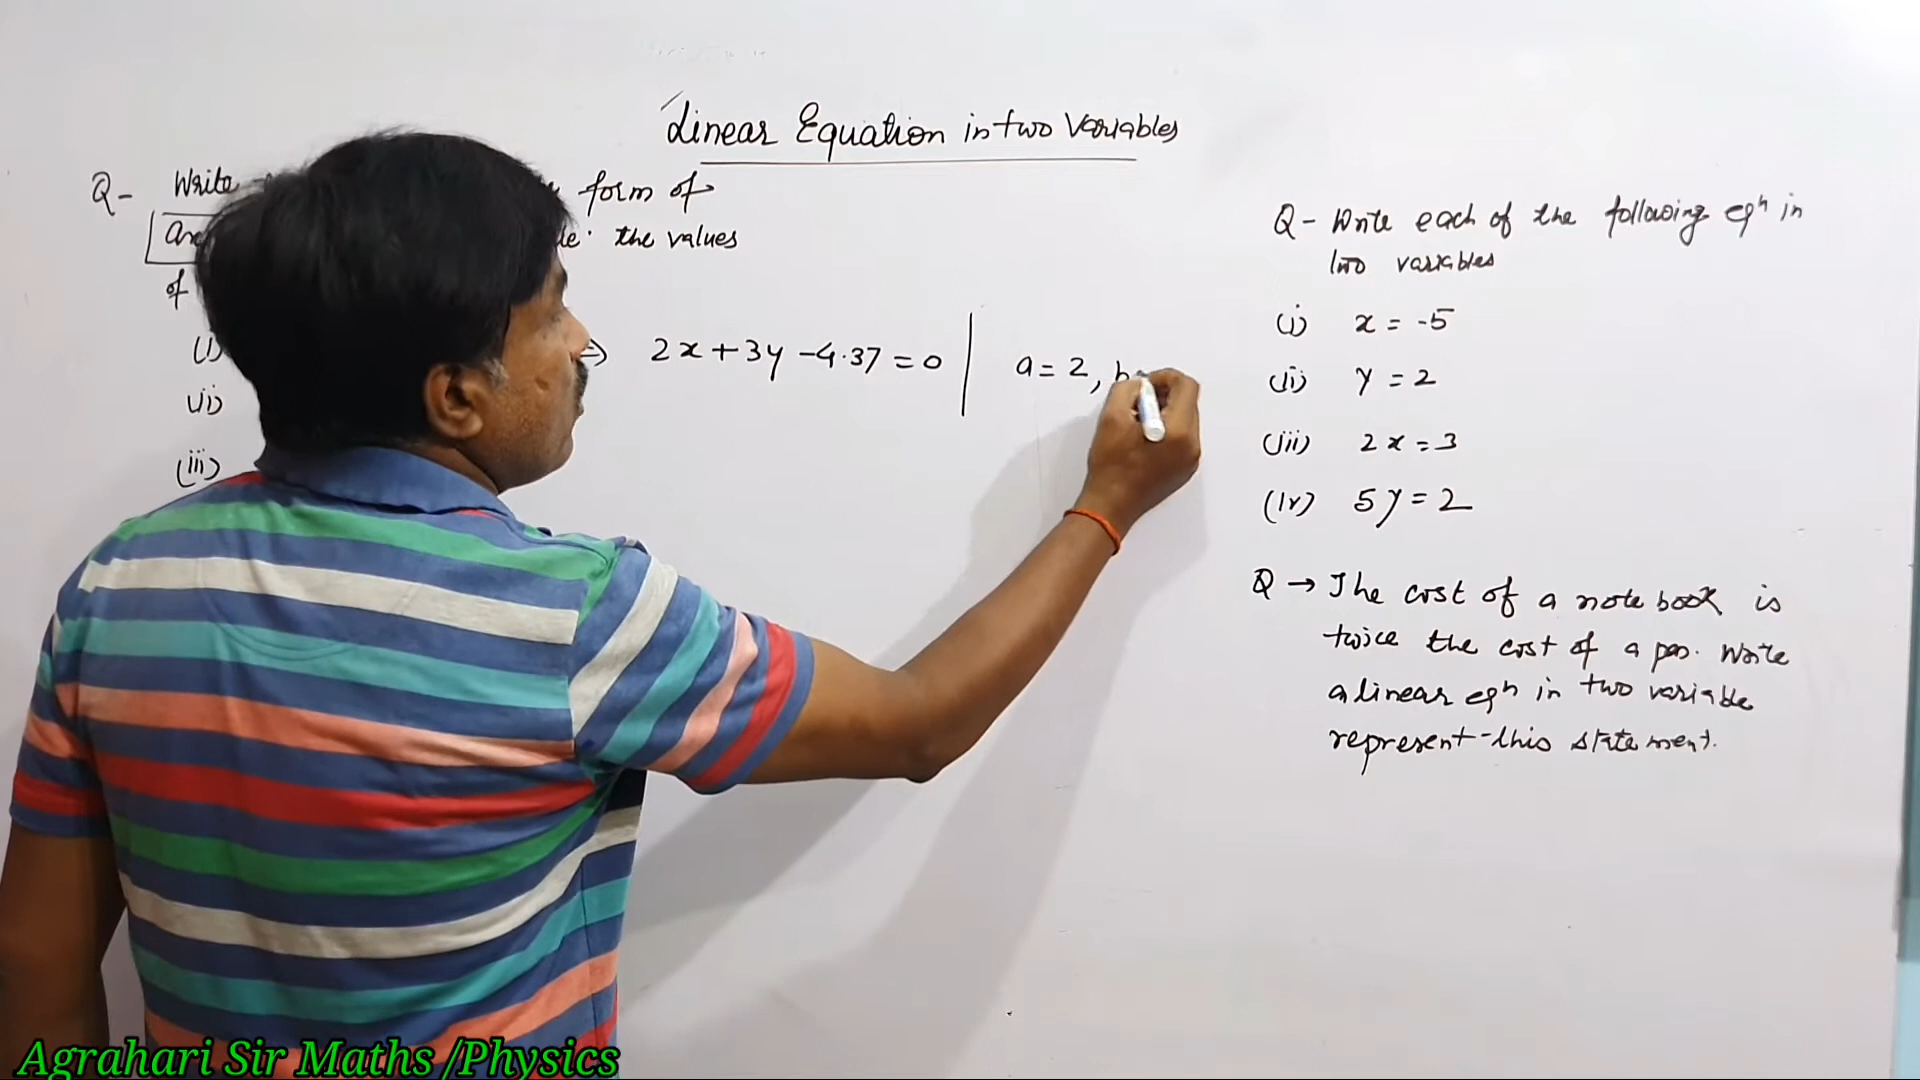 Linear Equation in two Variables
Q- Write form of
the values
of
(i) ⇒ 2x+3y-4.37=0 | a=2, b
(ii)
(iii)
Q- Write each of the following eqn in
two variables
(i) x = -5
(ii) y = 2
(iii) 2x = 3
(iv) 5y = 2
Q → The cost of a note book is
twice the cost of a pen. Write
a linear eqn in two variable
represent this statement.
Agrahari Sir Maths /Physics